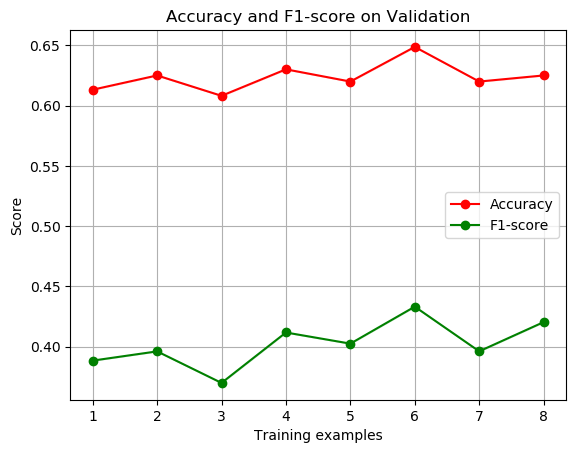 Accuracy and F1-score on Validation
0.65
0.60
0.55
0.50
0.45
0.40
Score
Accuracy
F1-score
1 2 3 4 5 6 7 8
Training examples